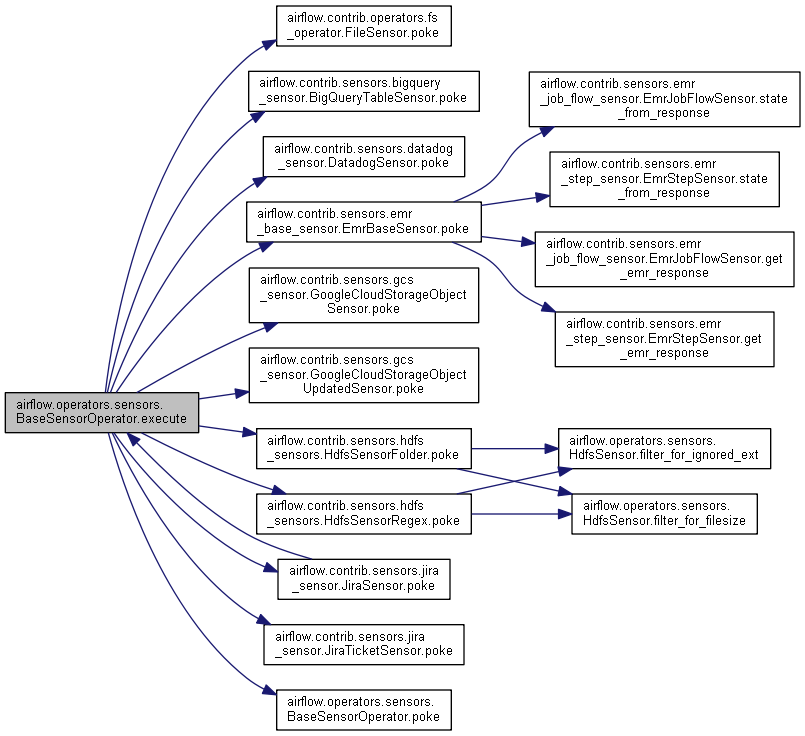 airflow.contrib.operators.fs
_operator.FileSensor.poke
airflow.contrib.sensors.bigquery
_sensor.BigQueryTableSensor.poke
airflow.contrib.sensors.emr
_job_flow_sensor.EmrJobFlowSensor.state
_from_response
airflow.contrib.sensors.datadog
_sensor.DatadogSensor.poke
airflow.contrib.sensors.emr
_step_sensor.EmrStepSensor.state
_from_response
airflow.contrib.sensors.emr
_base_sensor.EmrBaseSensor.poke
airflow.contrib.sensors.emr
_job_flow_sensor.EmrJobFlowSensor.get
_emr_response
airflow.contrib.sensors.gcs
_sensor.GoogleCloudStorageObject
Sensor.poke
airflow.contrib.sensors.emr
_step_sensor.EmrStepSensor.get
_emr_response
airflow.contrib.sensors.gcs
_sensor.GoogleCloudStorageObject
UpdatedSensor.poke
airflow.operators.sensors.
BaseSensorOperator.execute
airflow.contrib.sensors.hdfs
_sensors.HdfsSensorFolder.poke
airflow.operators.sensors.
HdfsSensor.filter_for_ignored_ext
airflow.contrib.sensors.hdfs
_sensors.HdfsSensorRegex.poke
airflow.operators.sensors.
HdfsSensor.filter_for_filesize
airflow.contrib.sensors.jira
_sensor.JiraSensor.poke
airflow.contrib.sensors.jira
_sensor.JiraTicketSensor.poke
airflow.operators.sensors.
BaseSensorOperator.poke